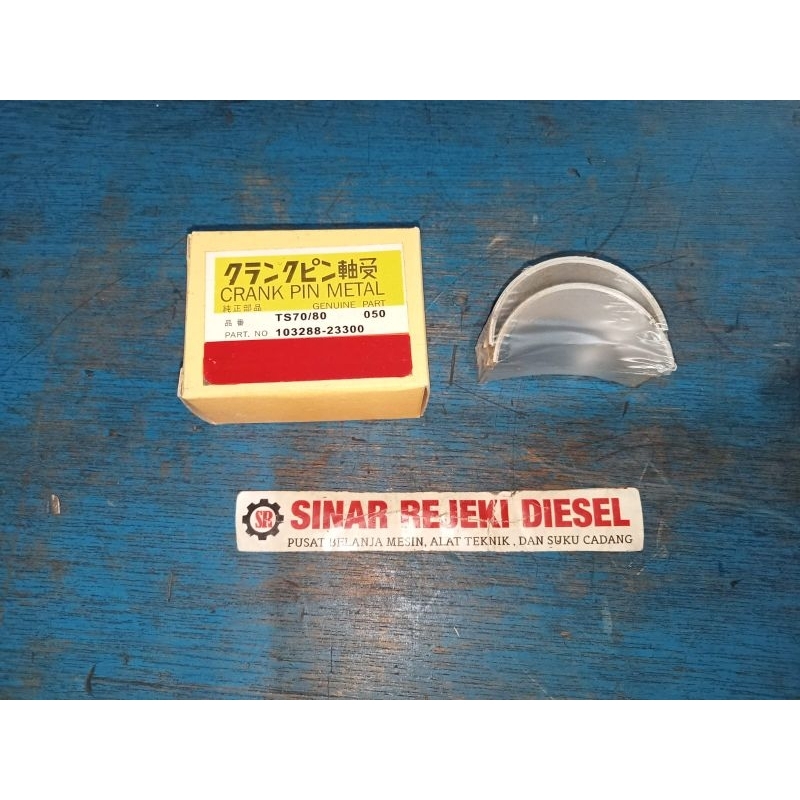 クランクピン軸受
CRANK PIN METAL
純正部品 GENUINE PART
品番 TS70/80 050
PART. NO 103288-23300
SR SINAR REJEKI DIESEL
PUSAT BELANJA MESIN, ALAT TEKNIK , DAN SUKU CADANG